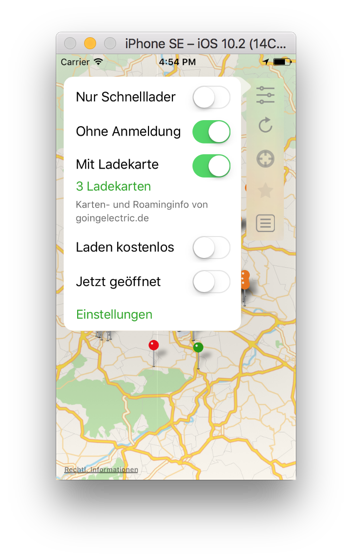 iPhone SE – iOS 10.2 (14C...
Carrier 4:54 PM
Nur Schnelllader
Ohne Anmeldung
Mit Ladekarte
3 Ladekarten
Karten- und Roaminginfo von
goingelectric.de
Laden kostenlos
Jetzt geöffnet
Einstellungen
Rechtl. Informationen